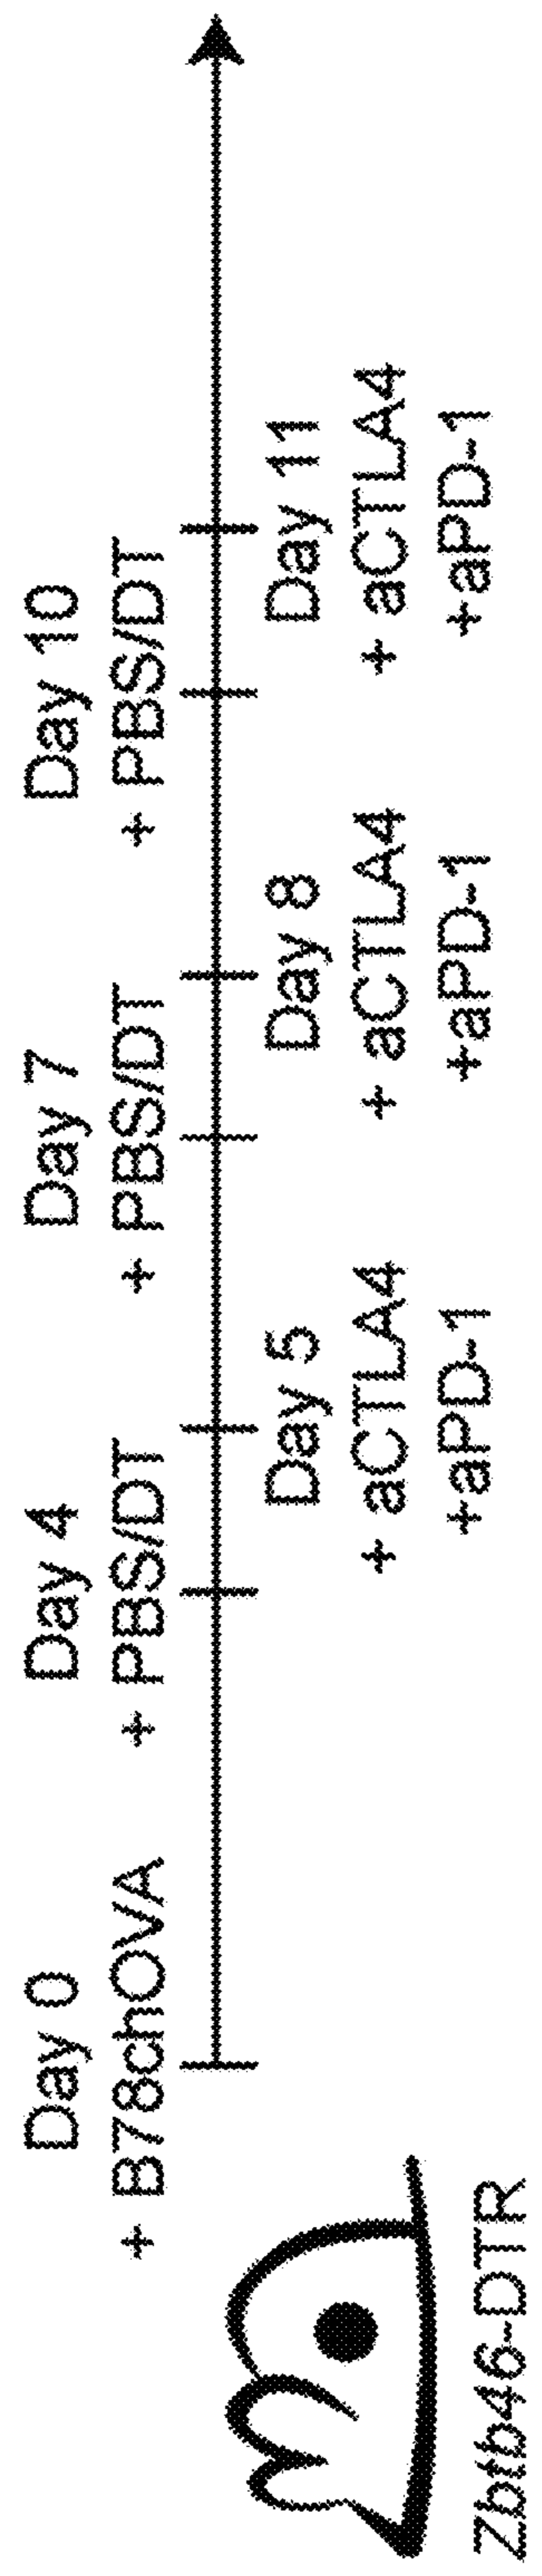 Day 0
+ B78chOVA
Day 4
+ PBS/DT
Day 7
+ PBS/DT
Day 10
+ PBS/DT
Day 5
+ aCTLA4
+aPD-1
Day 8
+ aCTLA4
+aPD-1
Day 11
+ aCTLA4
+aPD-1
Zbtb46-DTR